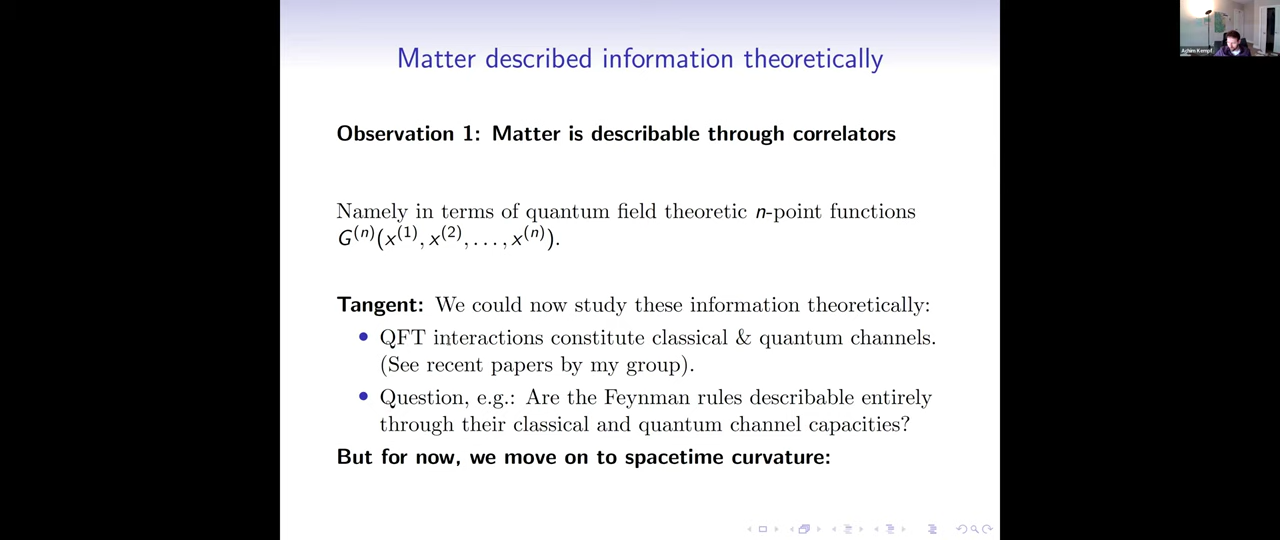 Matter described information theoretically
Achim Kempf
Observation 1: Matter is describable through correlators
Namely in terms of quantum field theoretic n-point functions
G⁽ⁿ⁾(x⁽¹⁾, x⁽²⁾, . . . , x⁽ⁿ⁾).
Tangent: We could now study these information theoretically:
• QFT interactions constitute classical & quantum channels.
(See recent papers by my group).
• Question, e.g.: Are the Feynman rules describable entirely
through their classical and quantum channel capacities?
But for now, we move on to spacetime curvature: